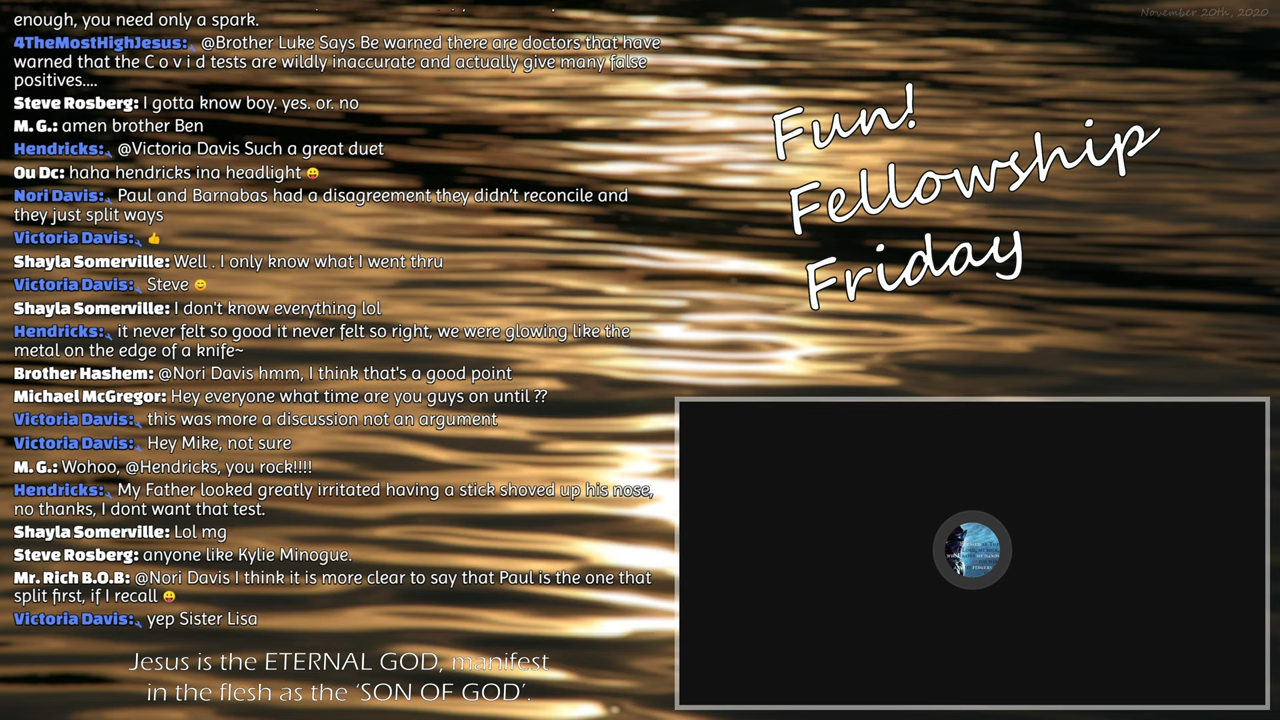 enough, you need only a spark.
4TheMostHighJesus: @Brother Luke Says Be warned there are doctors that have
warned that the C o v i d tests are wildly inaccurate and actually give many false
positives....
Steve Rosberg: I gotta know boy. yes. or. no
M. G.: amen brother Ben
Hendricks: @Victoria Davis Such a great duet
Ou Dc: haha hendricks ina headlight 😛
Nori Davis: Paul and Barnabas had a disagreement they didn't reconcile and
they just split ways
Victoria Davis: 👍
Shayla Somerville: Well . I only know what I went thru
Victoria Davis: Steve 😊
Shayla Somerville: I don't know everything lol
Hendricks: it never felt so good it never felt so right, we were glowing like the
metal on the edge of a knife~
Brother Hashem: @Nori Davis hmm, I think that's a good point
Michael McGregor: Hey everyone what time are you guys on until ??
Victoria Davis: this was more a discussion not an argument
Victoria Davis: Hey Mike, not sure
M. G.: Wohoo, @Hendricks, you rock!!!!
Hendricks: My Father looked greatly irritated having a stick shoved up his nose,
no thanks, I dont want that test.
Shayla Somerville: Lol mg
Steve Rosberg: anyone like Kylie Minogue.
Mr. Rich B.O.B: @Nori Davis I think it is more clear to say that Paul is the one that
split first, if I recall 😛
Victoria Davis: yep Sister Lisa
Jesus is the ETERNAL GOD, manifest
in the flesh as the 'SON OF GOD'.
November 20th, 2020
Fun!
Fellowship
Friday